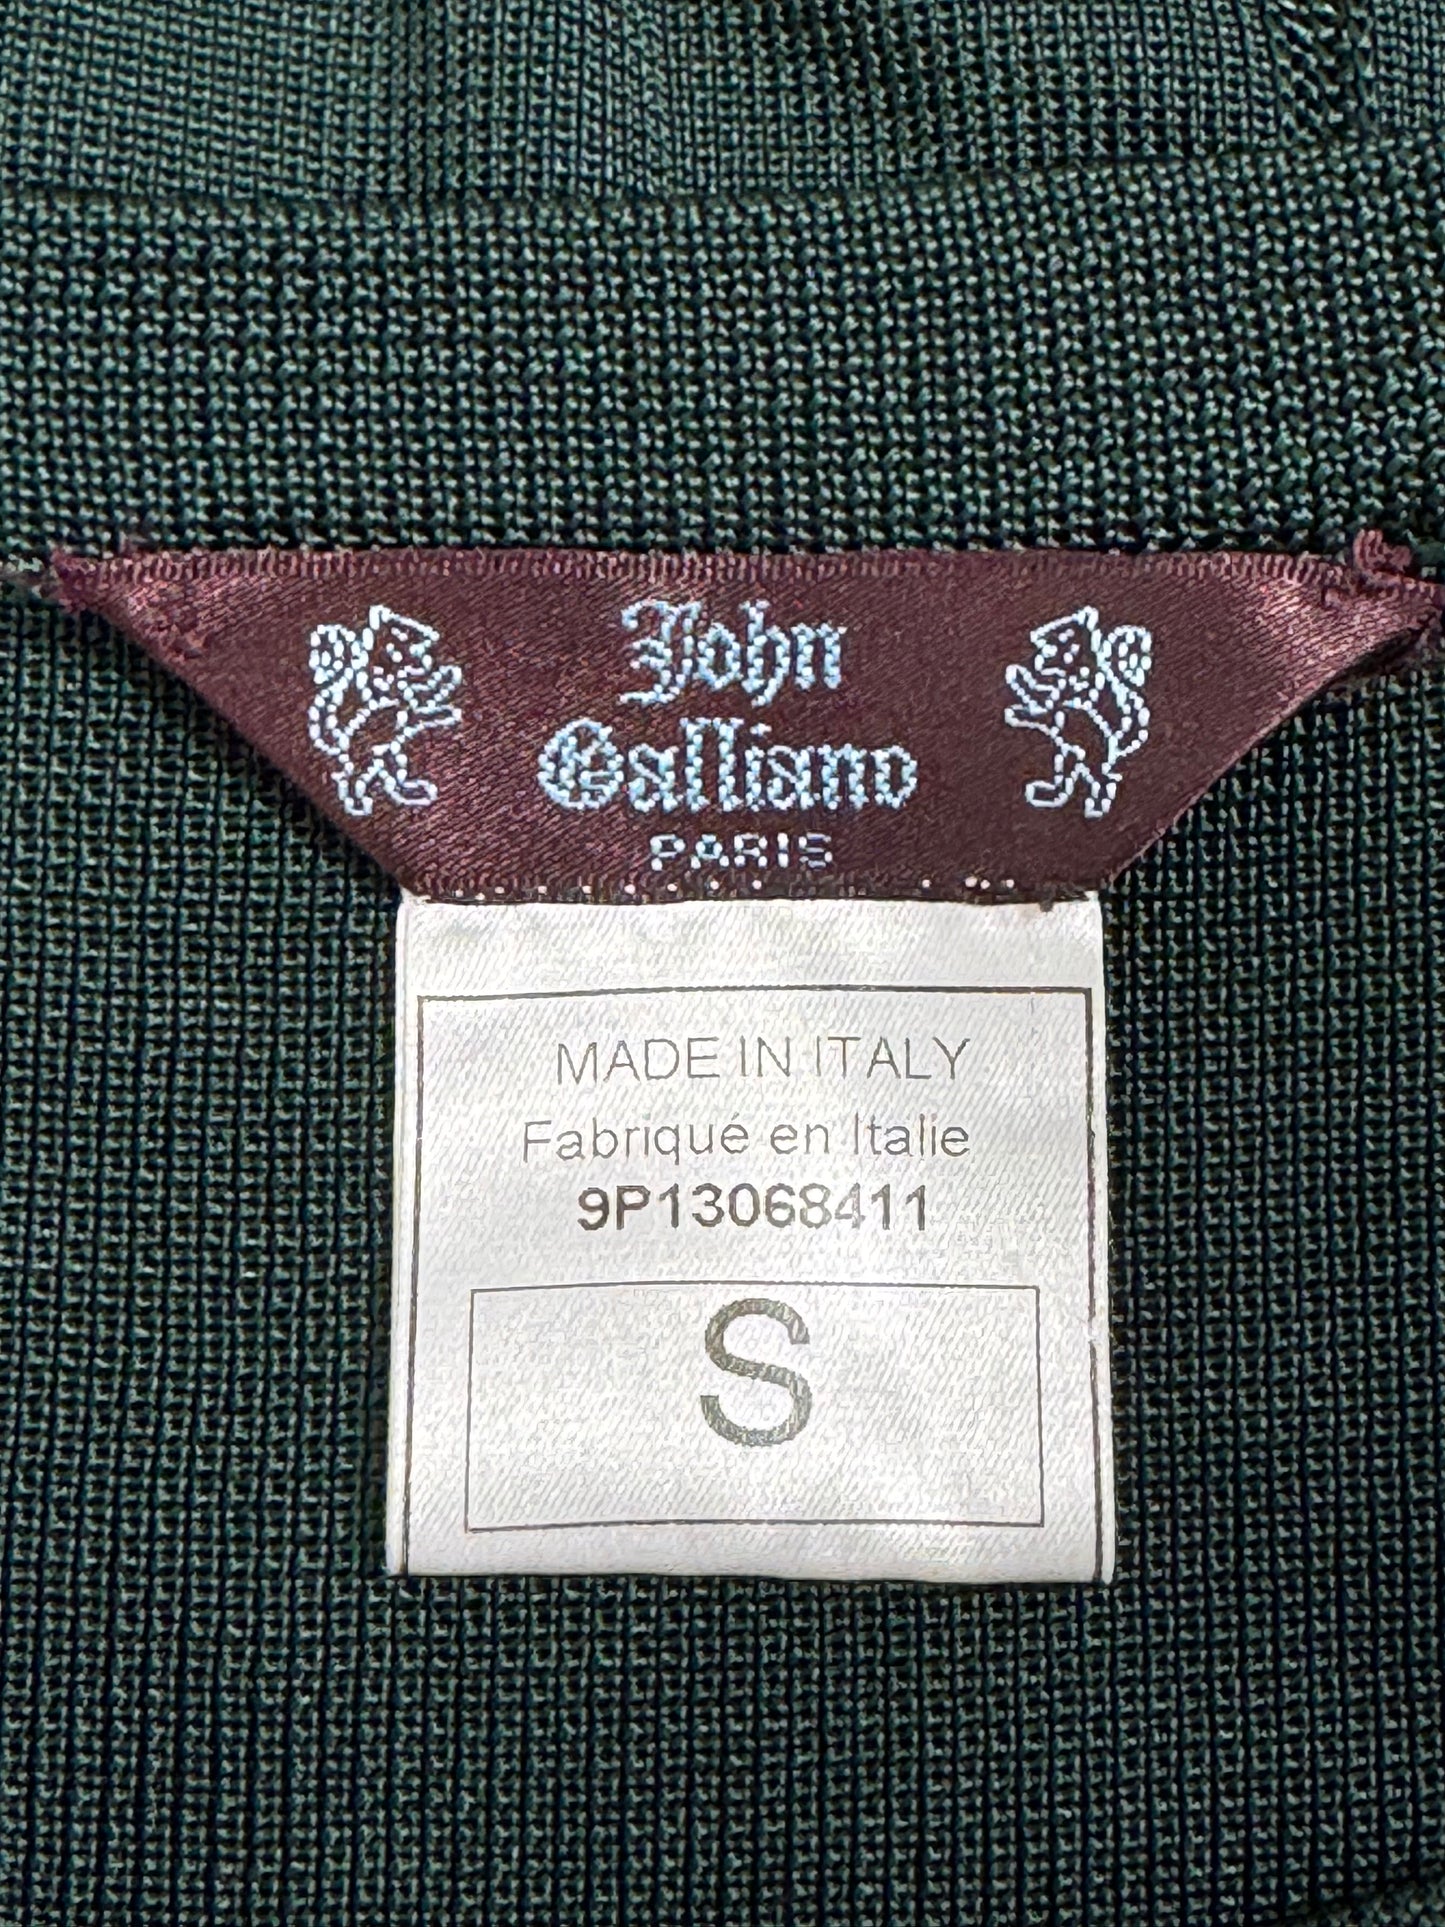 John
Galliano
PARIS
MADE IN ITALY
Fabriqué en Italie
9P13068411
S